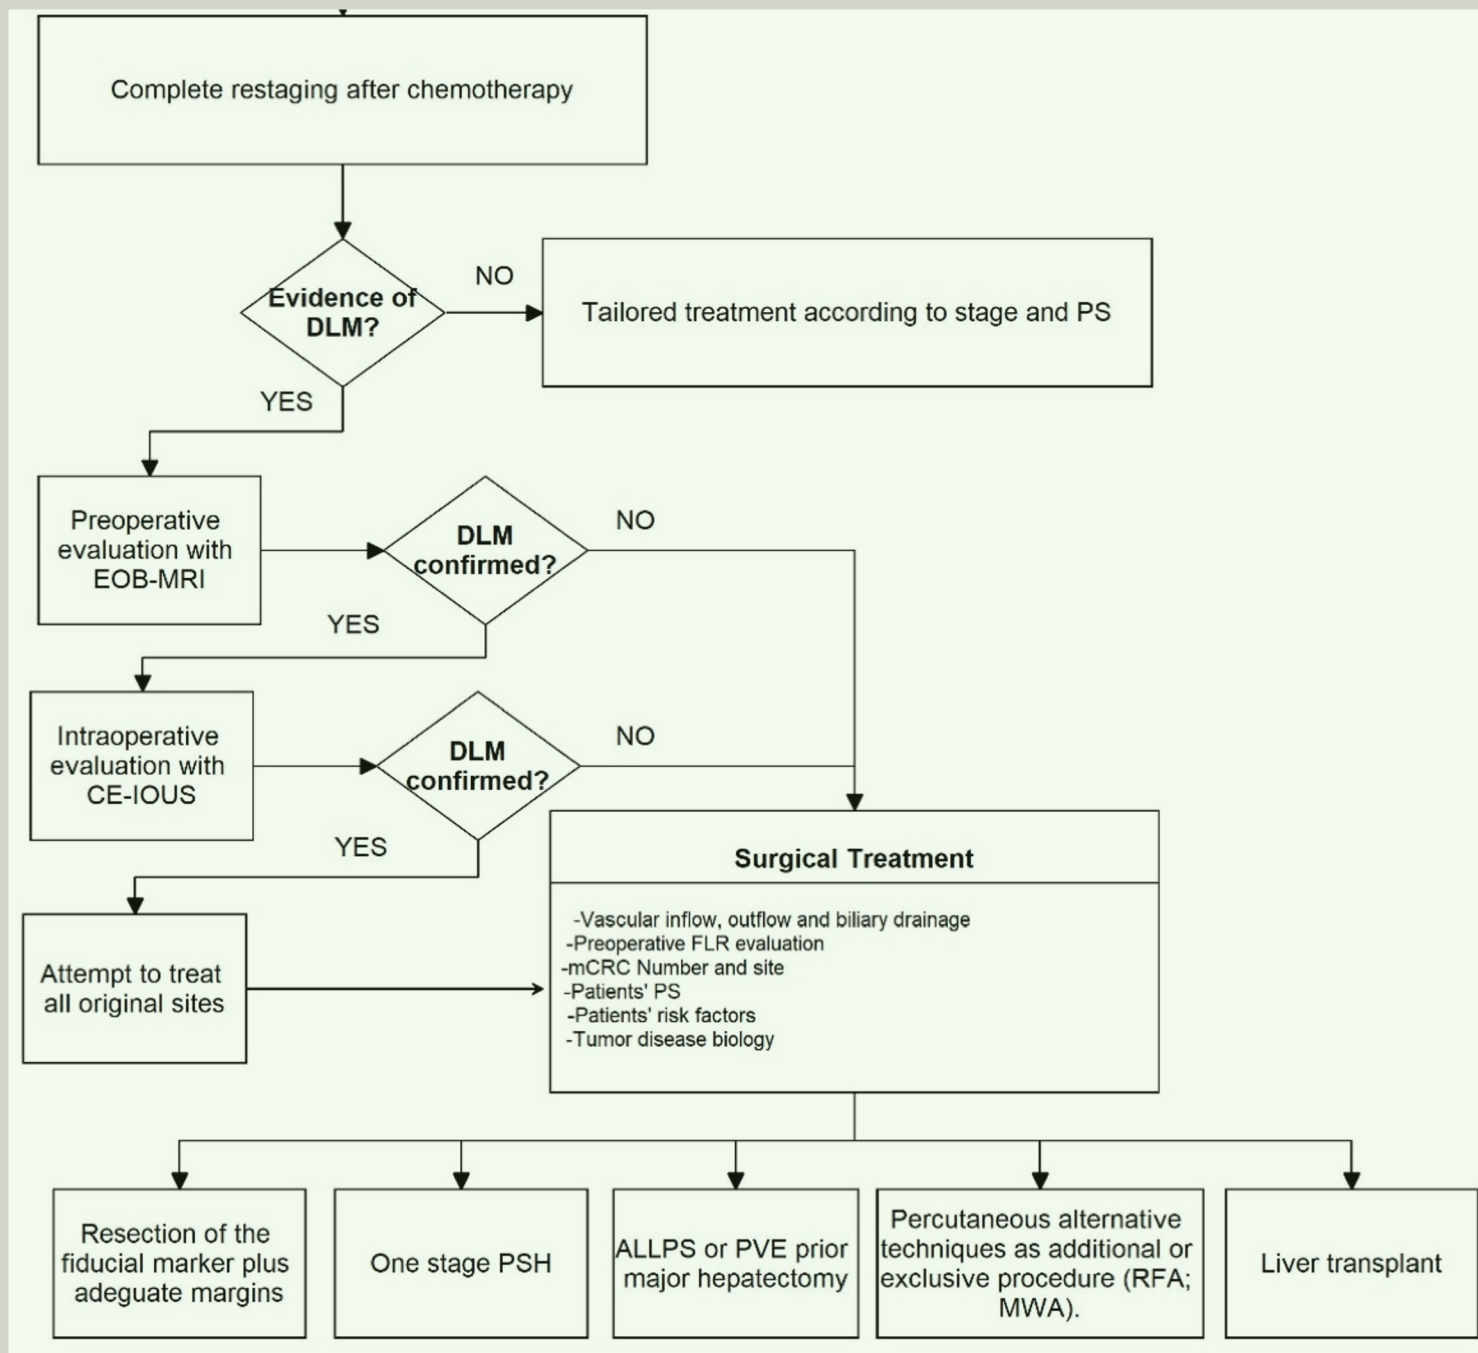 Complete restaging after chemotherapy
Evidence of
DLM?
NO
Tailored treatment according to stage and PS
YES
Preoperative
evaluation with
EOB-MRI
DLM
confirmed?
NO
YES
Intraoperative
evaluation with
CE-IOUS
DLM
confirmed?
NO
YES
Attempt to treat
all original sites
Surgical Treatment
-Vascular inflow, outflow and biliary drainage
-Preoperative FLR evaluation
-mCRC Number and site
-Patients' PS
-Patients' risk factors
-Tumor disease biology
Resection of the
fiducial marker plus
adeguate margins
One stage PSH
ALLPS or PVE prior
major hepatectomy
Percutaneous alternative
techniques as additional or
exclusive procedure (RFA;
MWA).
Liver transplant